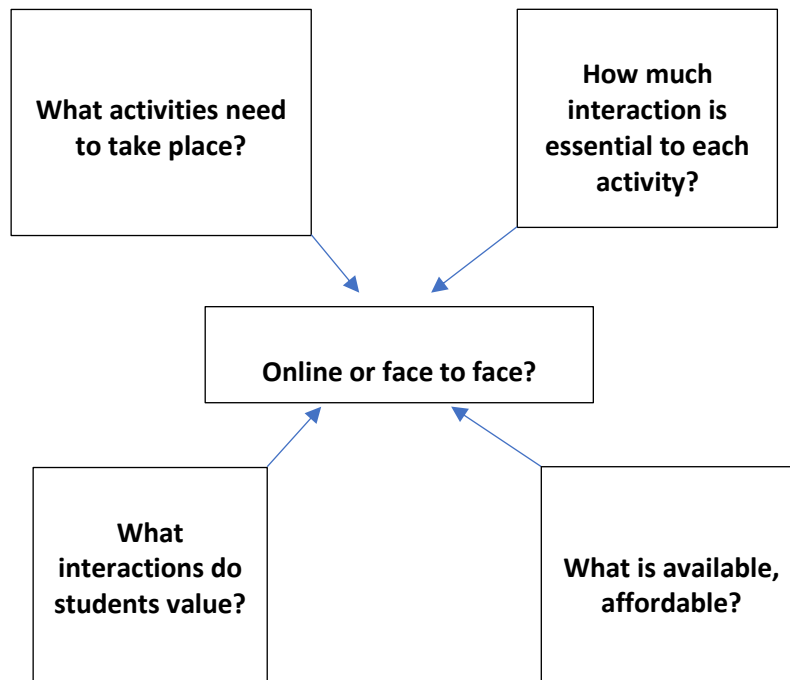 What activities need
to take place?
How much
interaction is
essential to each
activity?
Online or face to face?
What
interactions do
students value?
What is available,
affordable?